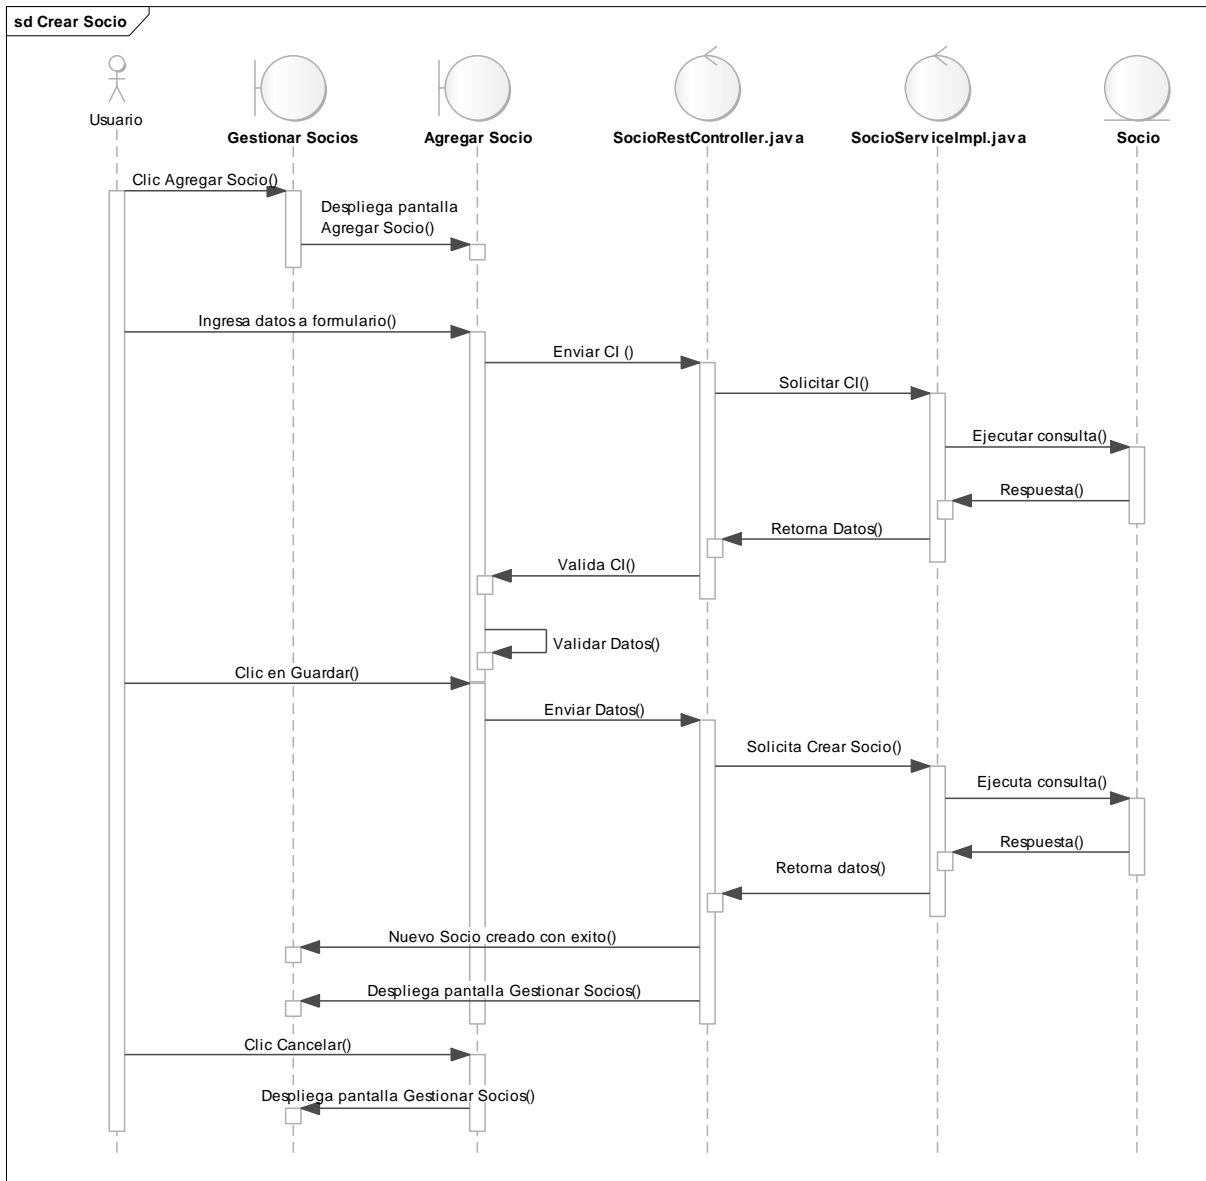 sd Crear Socio
Usuario
Gestionar Socios
Agregar Socio
SocioRestController.java
SocioServiceImpl.java
Socio
Clic Agregar Socio()
Despliega pantalla
Agregar Socio()
Ingresa datos a formulario()
Enviar CI ()
Solicitar CI()
Ejecutar consulta()
Respuesta()
Retorna Datos()
Valida CI()
Validar Datos()
Clic en Guardar()
Enviar Datos()
Solicita Crear Socio()
Ejecuta consulta()
Respuesta()
Retorna datos()
Nuevo Socio creado con exito()
Despliega pantalla Gestionar Socios()
Clic Cancelar()
Despliega pantalla Gestionar Socios()